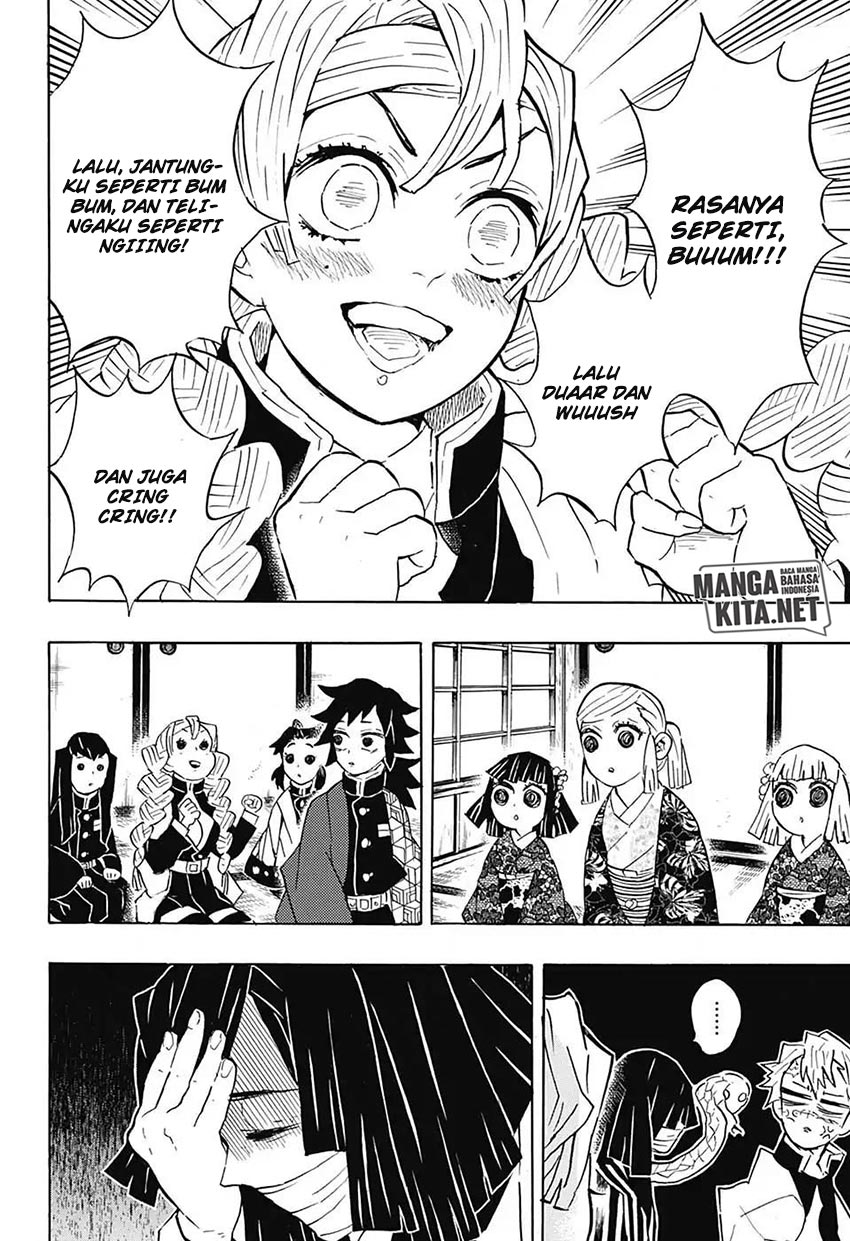 RASANYA
SEPERTI,
BUUUM!!!
LALU
DUAAR DAN
WUUUSH
LALU, JANTUNG-
KU SEPERTI BUM
BUM, DAN TELI-
NGAKU SEPERTI
NGIIING!
DAN JUGA
CRING
CRING!!
MANGA
KITA.NET
BACA MANGA
BAHASA
INDONESIA
......